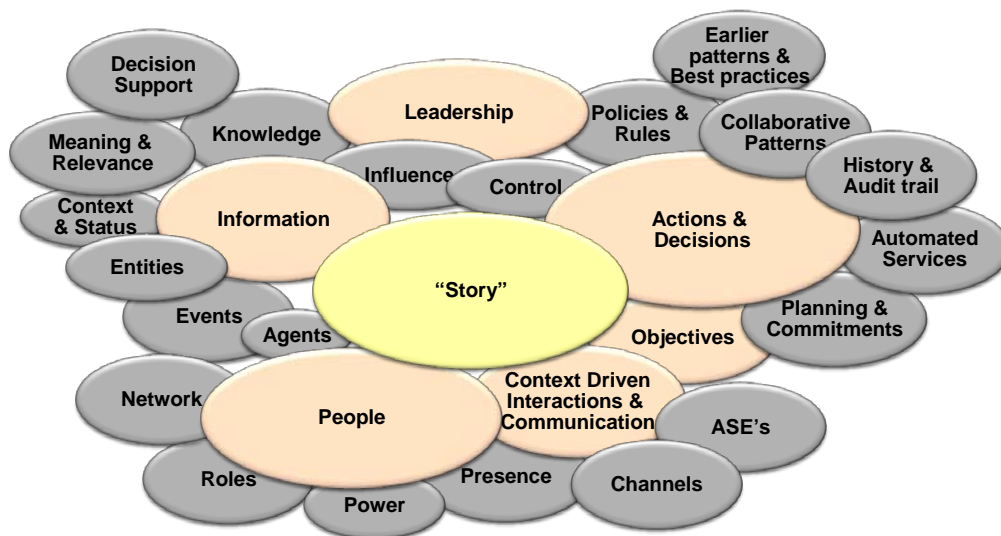 Earlier
patterns &
Best practices
Decision
Support
Leadership
Policies &
Rules
Collaborative
Patterns
Knowledge
Meaning &
Relevance
Influence
Control
History &
Audit trail
Context
& Status
Information
Actions &
Decisions
Automated
Services
Entities
“Story”
Events
Agents
Objectives
Planning &
Commitments
Network
People
Context Driven
Interactions &
Communication
ASE’s
Roles
Power
Presence
Channels